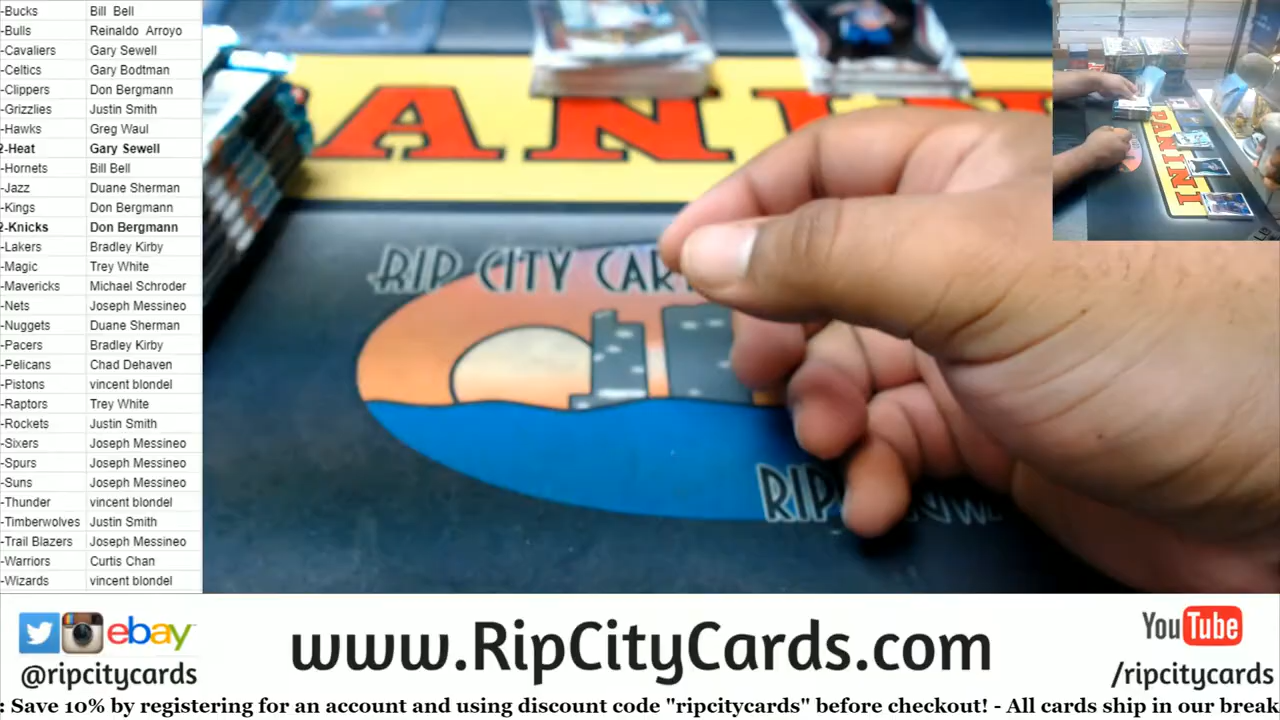 -Bucks Bill Bell
-Bulls Reinaldo Arroyo
-Cavaliers Gary Sewell
-Celtics Gary Bodtman
-Clippers Don Bergmann
-Grizzlies Justin Smith
-Hawks Greg Waul
2-Heat Gary Sewell
-Hornets Bill Bell
-Jazz Duane Sherman
-Kings Don Bergmann
2-Knicks Don Bergmann
-Lakers Bradley Kirby
-Magic Trey White
-Mavericks Michael Schroder
-Nets Joseph Messineo
-Nuggets Duane Sherman
-Pacers Bradley Kirby
-Pelicans Chad Dehaven
-Pistons vincent blondel
-Raptors Trey White
-Rockets Justin Smith
-Sixers Joseph Messineo
-Spurs Joseph Messineo
-Suns Joseph Messineo
-Thunder vincent blondel
-Timberwolves Justin Smith
-Trail Blazers Joseph Messineo
-Warriors Curtis Chan
-Wizards vincent blondel
ANINI
RIP CITY CAR
RIP
PANINI
ebay
@ripcitycards
www.RipCityCards.com
YouTube
/ripcitycards
: Save 10% by registering for an account and using discount code "ripcitycards" before checkout! - All cards ship in our break